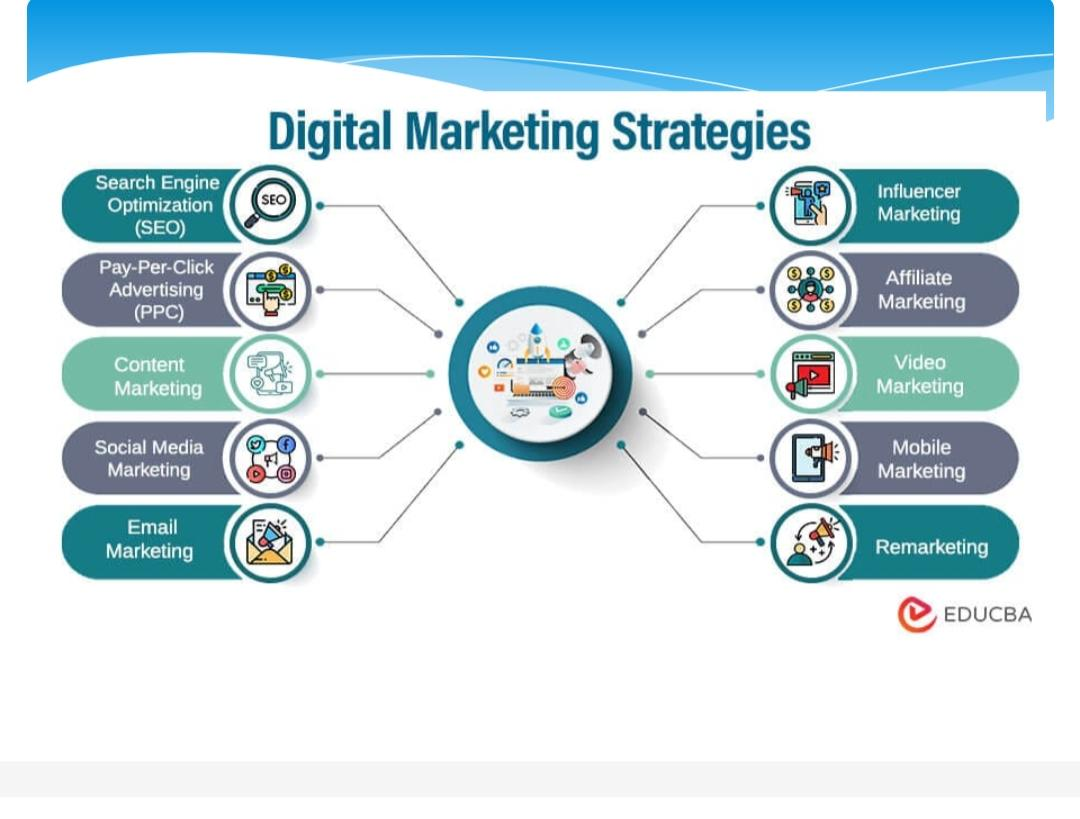 Digital Marketing Strategies
Search Engine
Optimization
(SEO)
SEO
Pay-Per-Click
Advertising
(PPC)
Content
Marketing
Social Media
Marketing
Email
Marketing
Influencer
Marketing
Affiliate
Marketing
Video
Marketing
Mobile
Marketing
Remarketing
EDUCBA